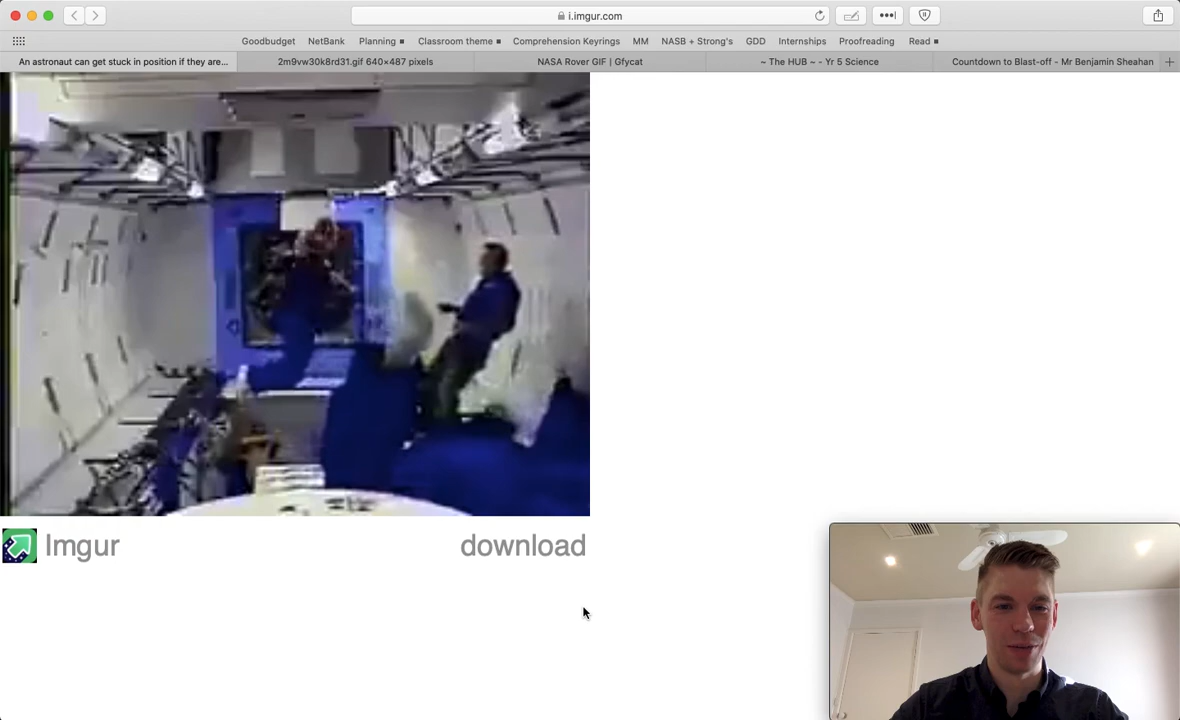 i.imgur.com
Goodbudget NetBank Planning Classroom theme Comprehension Keyrings MM NASB + Strong's GDD Internships Proofreading Read
An astronaut can get stuck in position if they are... 2m9vw30k8rd31.gif 640×487 pixels NASA Rover GIF | Gfycat ~ The HUB ~ - Yr 5 Science Countdown to Blast-off - Mr Benjamin Sheahan
Imgur download